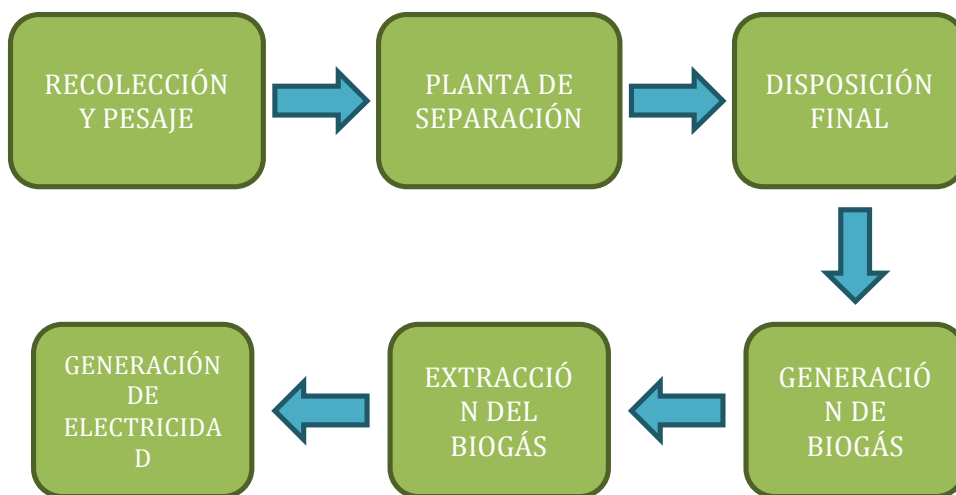 RECOLECCIÓN
Y PESAJE
PLANTA DE
SEPARACIÓN
DISPOSICIÓN
FINAL
GENERACIÓN
DE
ELECTRICIDA
D
EXTRACCIÓ
N DEL
BIOGÁS
GENERACIÓ
N DE
BIOGÁS